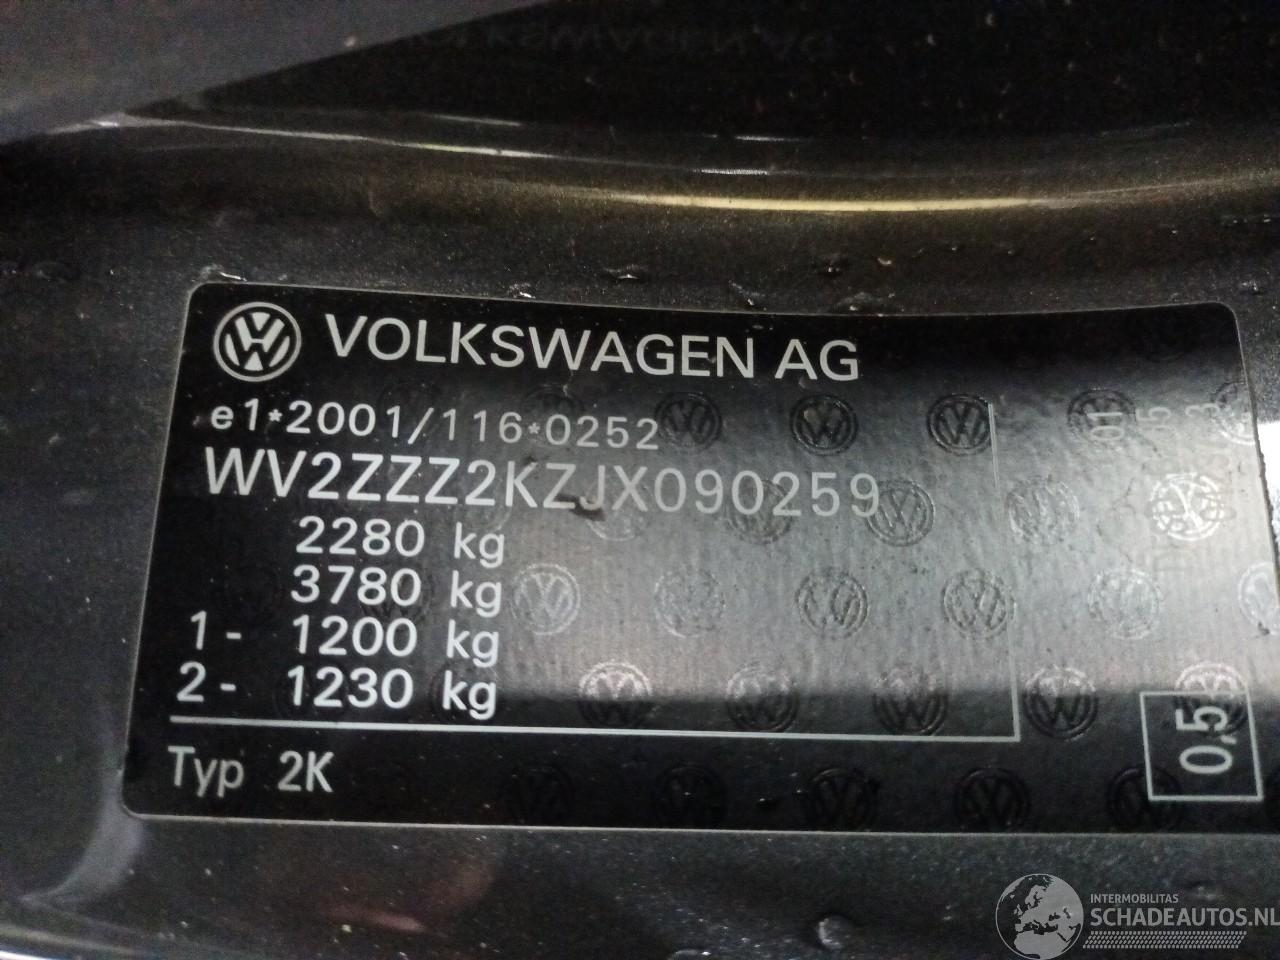 VOLKSWAGEN AG
e1*2001/116*0252
WV2ZZZ2KZJX090259
2280 kg
3780 kg
1- 1200 kg
2- 1230 kg
Typ 2K
0,5
INTERMOBILITAS
SCHADEAUTOS.NL